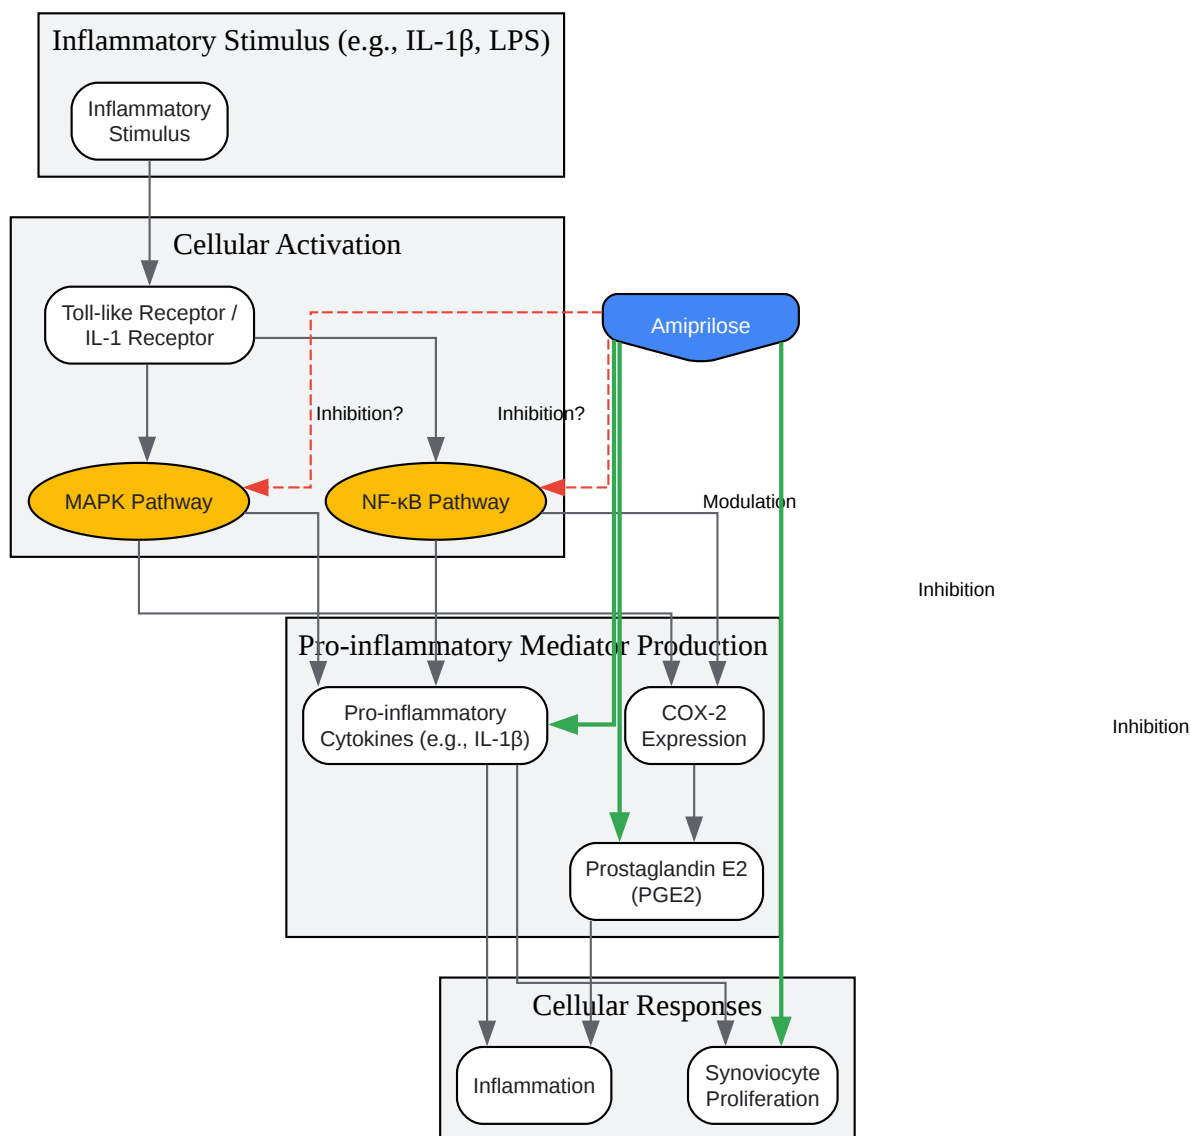 Inflammatory Stimulus (e.g., IL-1β, LPS)
Inflammatory
Stimulus
Cellular Activation
Toll-like Receptor /
IL-1 Receptor
Amiprilose
Inhibition?
Inhibition?
MAPK Pathway
NF-κB Pathway
Modulation
Inhibition
Pro-inflammatory Mediator Production
Pro-inflammatory
Cytokines (e.g., IL-1β)
COX-2
Expression
Inhibition
Prostaglandin E2
(PGE2)
Cellular Responses
Inflammation
Synoviocyte
Proliferation